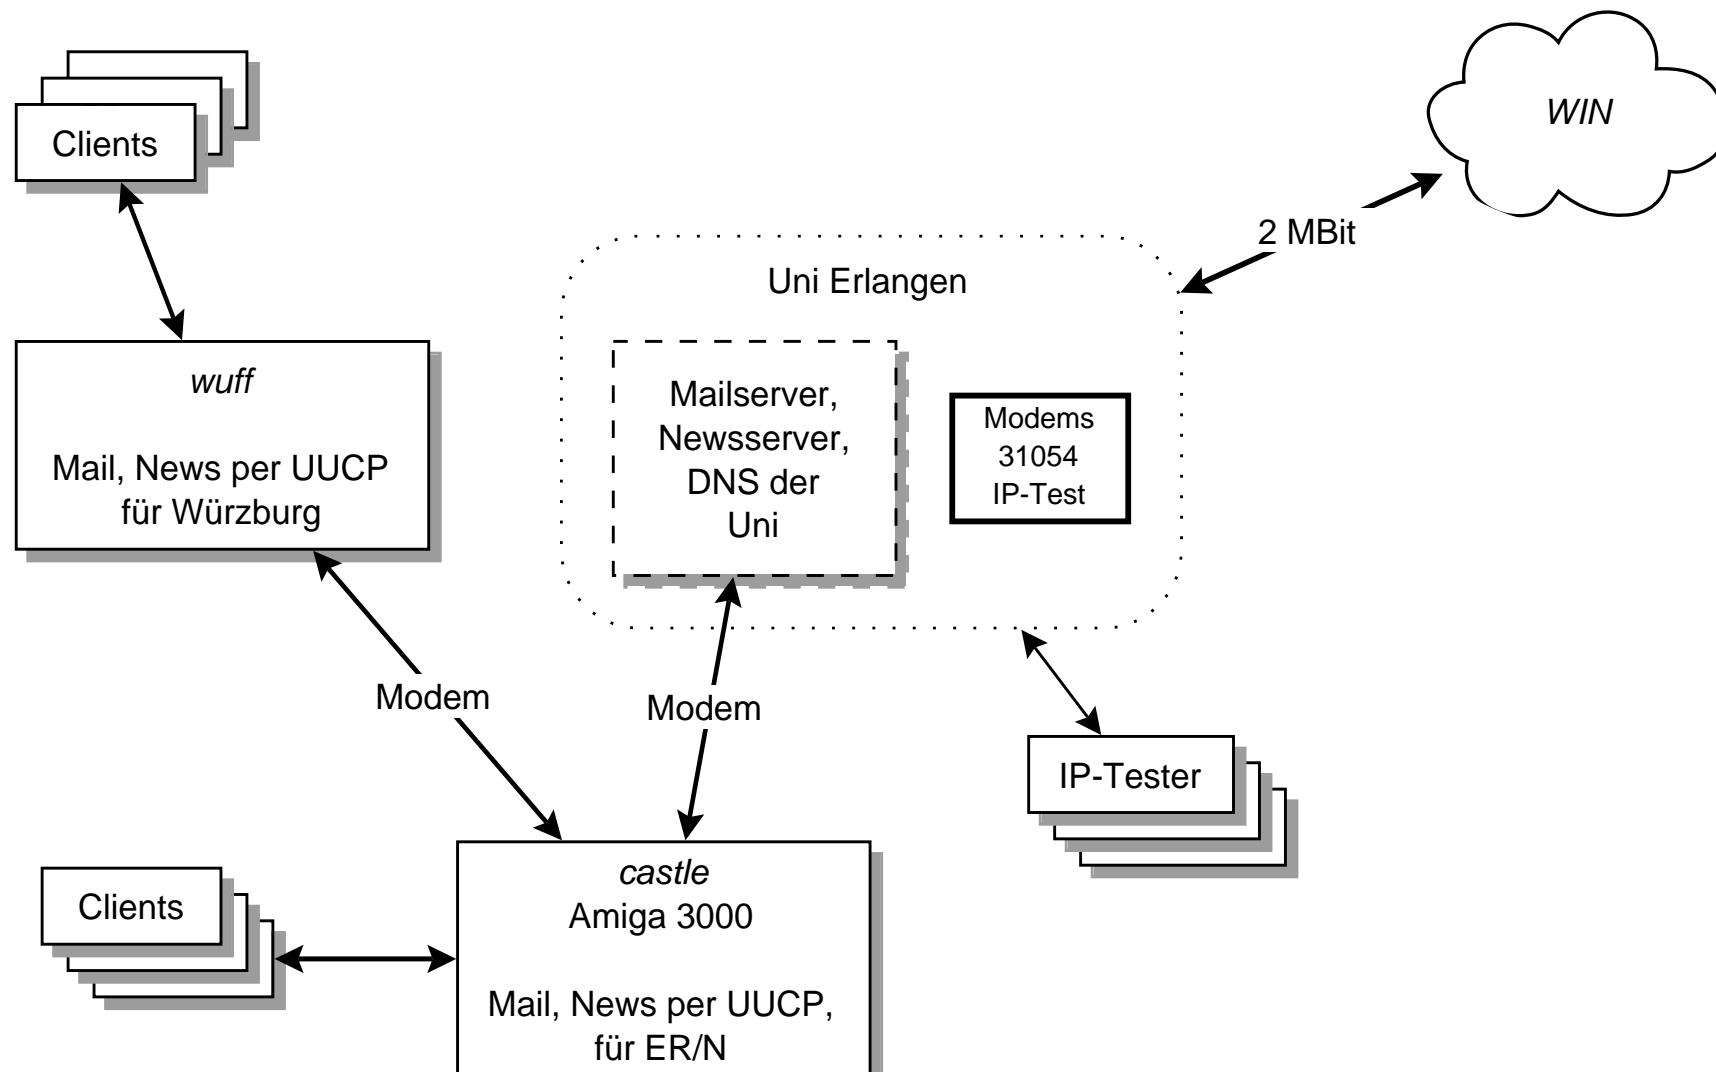 WIN
Clients
2 MBit
Uni Erlangen
wuff
Mail, News per UUCP
für Würzburg
Mailserver,
Newsserver,
DNS der
Uni
Modems
31054
IP-Test
Modem
Modem
IP-Tester
Clients
castle
Amiga 3000
Mail, News per UUCP,
für ER/N